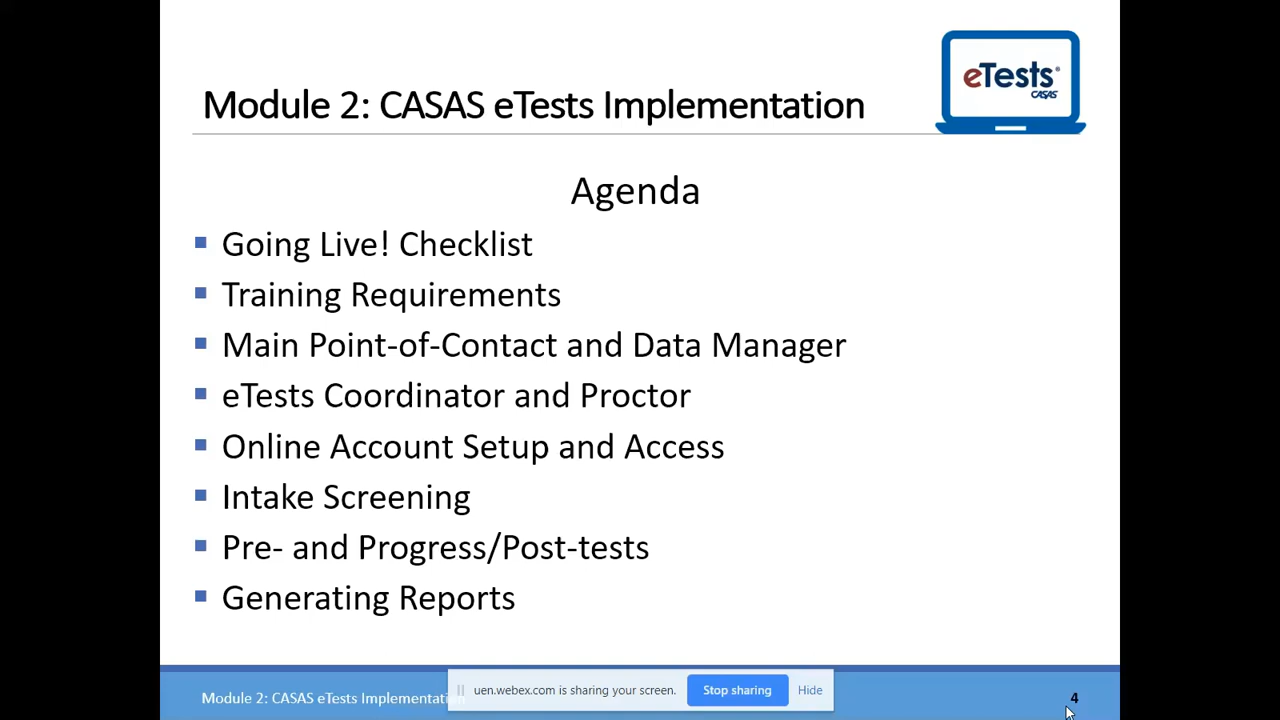 eTests®
CASAS
Module 2: CASAS eTests Implementation
Agenda
Going Live! Checklist
Training Requirements
Main Point-of-Contact and Data Manager
eTests Coordinator and Proctor
Online Account Setup and Access
Intake Screening
Pre- and Progress/Post-tests
Generating Reports
Module 2: CASAS eTests Implementation
uen.webex.com is sharing your screen.
Stop sharing
Hide
4